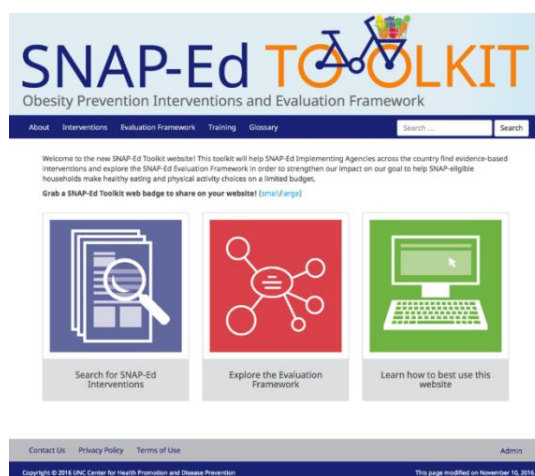 SNAP-Ed TOOLKIT
Obesity Prevention Interventions and Evaluation Framework
About Interventions Evaluation Framework Training Glossary Search ... Search
Welcome to the new SNAP-Ed Toolkit website! This toolkit will help SNAP-Ed Implementing Agencies across the country find evidence-based
interventions and explore the SNAP-Ed Evaluation Framework in order to strengthen our impact on our goal to help SNAP-eligible
households make healthy eating and physical activity choices on a limited budget.
Grab a SNAP-Ed Toolkit web badge to share on your website! (small/large)
Search for SNAP-Ed
Interventions
Explore the Evaluation
Framework
Learn how to best use this
website
Contact Us Privacy Policy Terms of Use Admin
Copyright © 2016 UNC Center for Health Promotion and Disease Prevention This page modified on November 10, 2016.